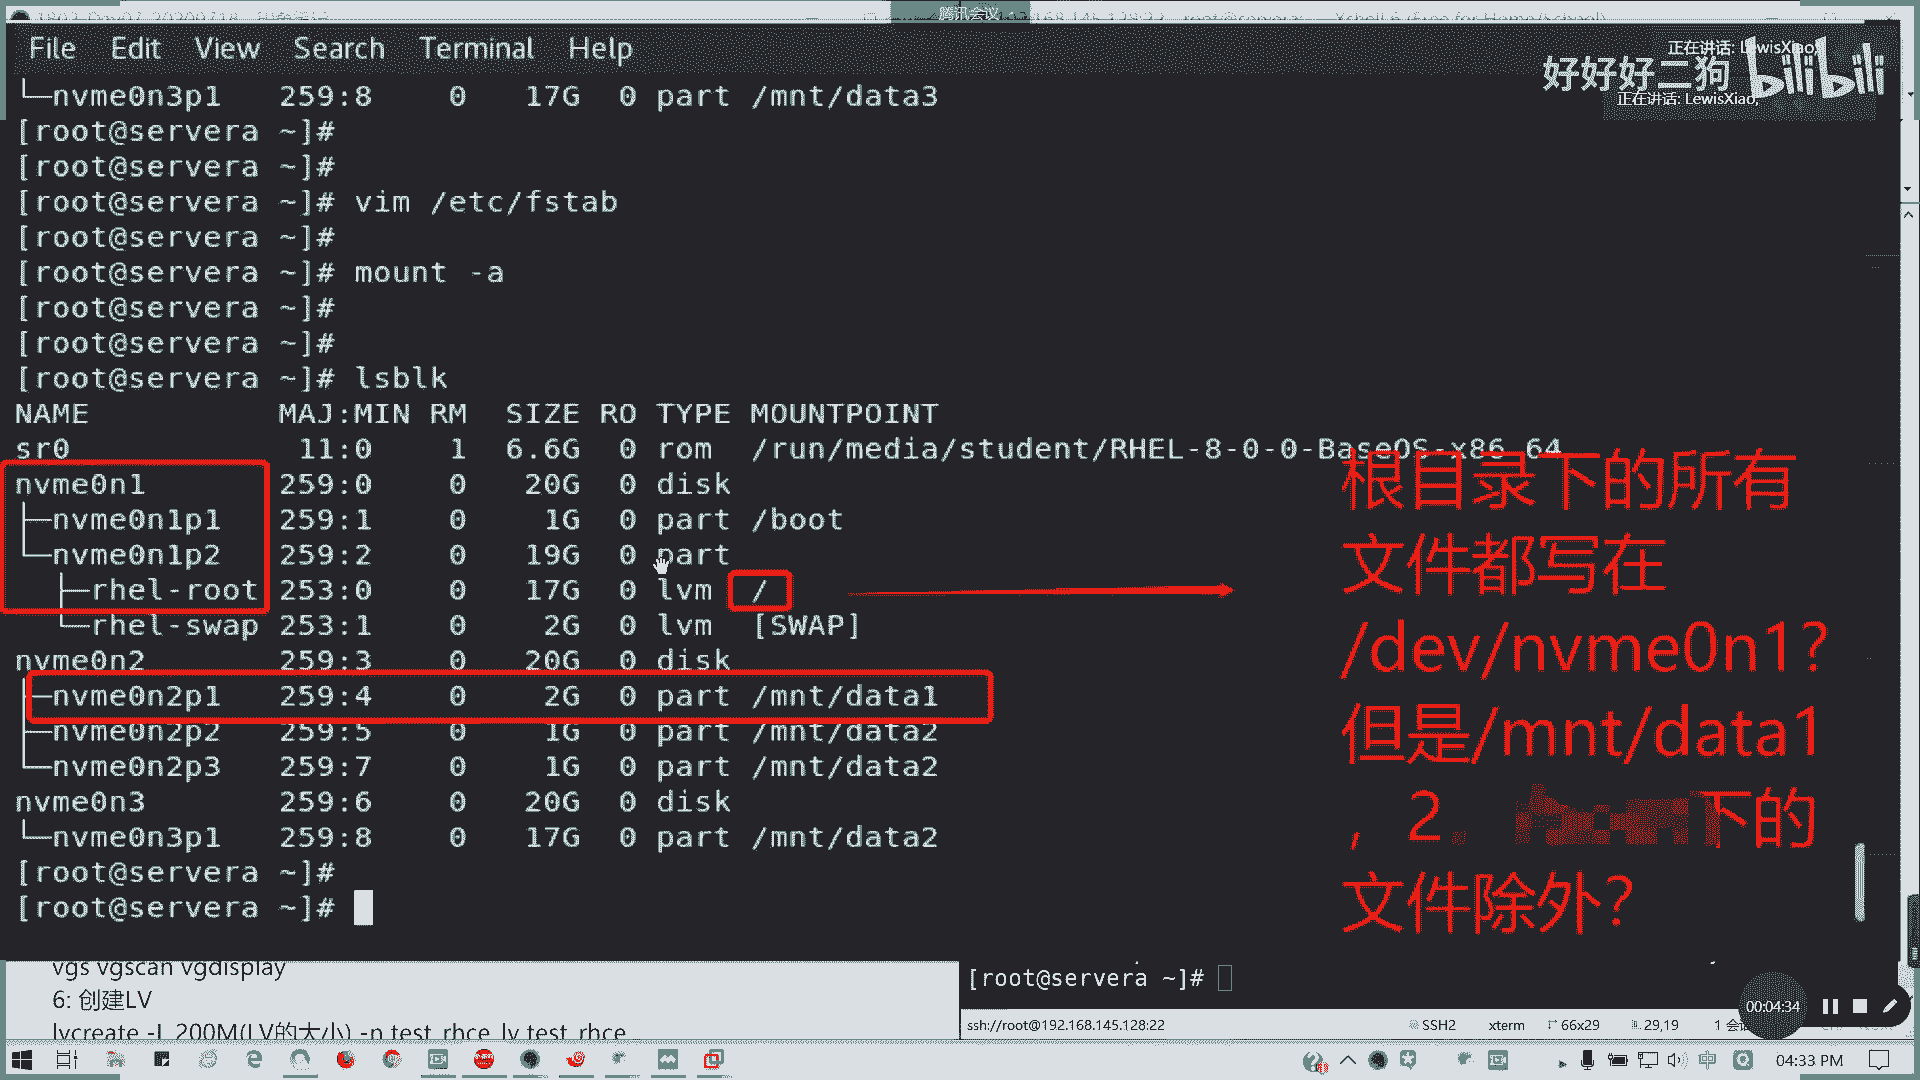 腾讯会议
File Edit View Search Terminal Help
正在讲话: LewisXiao,
好好好二狗 bilibili
正在讲话: LewisXiao,
└─nvme0n3p1 259:8 0 17G 0 part /mnt/data3
[root@servera ~]#
[root@servera ~]#
[root@servera ~]# vim /etc/fstab
[root@servera ~]#
[root@servera ~]# mount -a
[root@servera ~]#
[root@servera ~]#
[root@servera ~]# lsblk
NAME MAJ:MIN RM SIZE RO TYPE MOUNTPOINT
sr0 11:0 1 6.6G 0 rom /run/media/student/RHEL-8-0-0-BaseOS-x86_64
nvme0n1 259:0 0 20G 0 disk
├─nvme0n1p1 259:1 0 1G 0 part /boot
└─nvme0n1p2 259:2 0 19G 0 part
├─rhel-root 253:0 0 17G 0 lvm /
└─rhel-swap 253:1 0 2G 0 lvm [SWAP]
nvme0n2 259:3 0 20G 0 disk
├─nvme0n2p1 259:4 0 2G 0 part /mnt/data1
├─nvme0n2p2 259:5 0 1G 0 part /mnt/data2
└─nvme0n2p3 259:7 0 1G 0 part /mnt/data2
nvme0n3 259:6 0 20G 0 disk
└─nvme0n3p1 259:8 0 17G 0 part /mnt/data2
[root@servera ~]#
[root@servera ~]#
根目录下的所有
文件都写在
/dev/nvme0n1?
但是/mnt/data1
, 2, 下的
文件除外?
vgs vgscan vgdisplay
6: 创建LV
lvcreate -L 200M(LV的大小) -n test_rhce_lv test_rhce
[root@servera ~]#
00:04:34
ssh://root@192.168.145.128:22 SSH2 xterm 66x29 29,19 1 会
中 04:33 PM